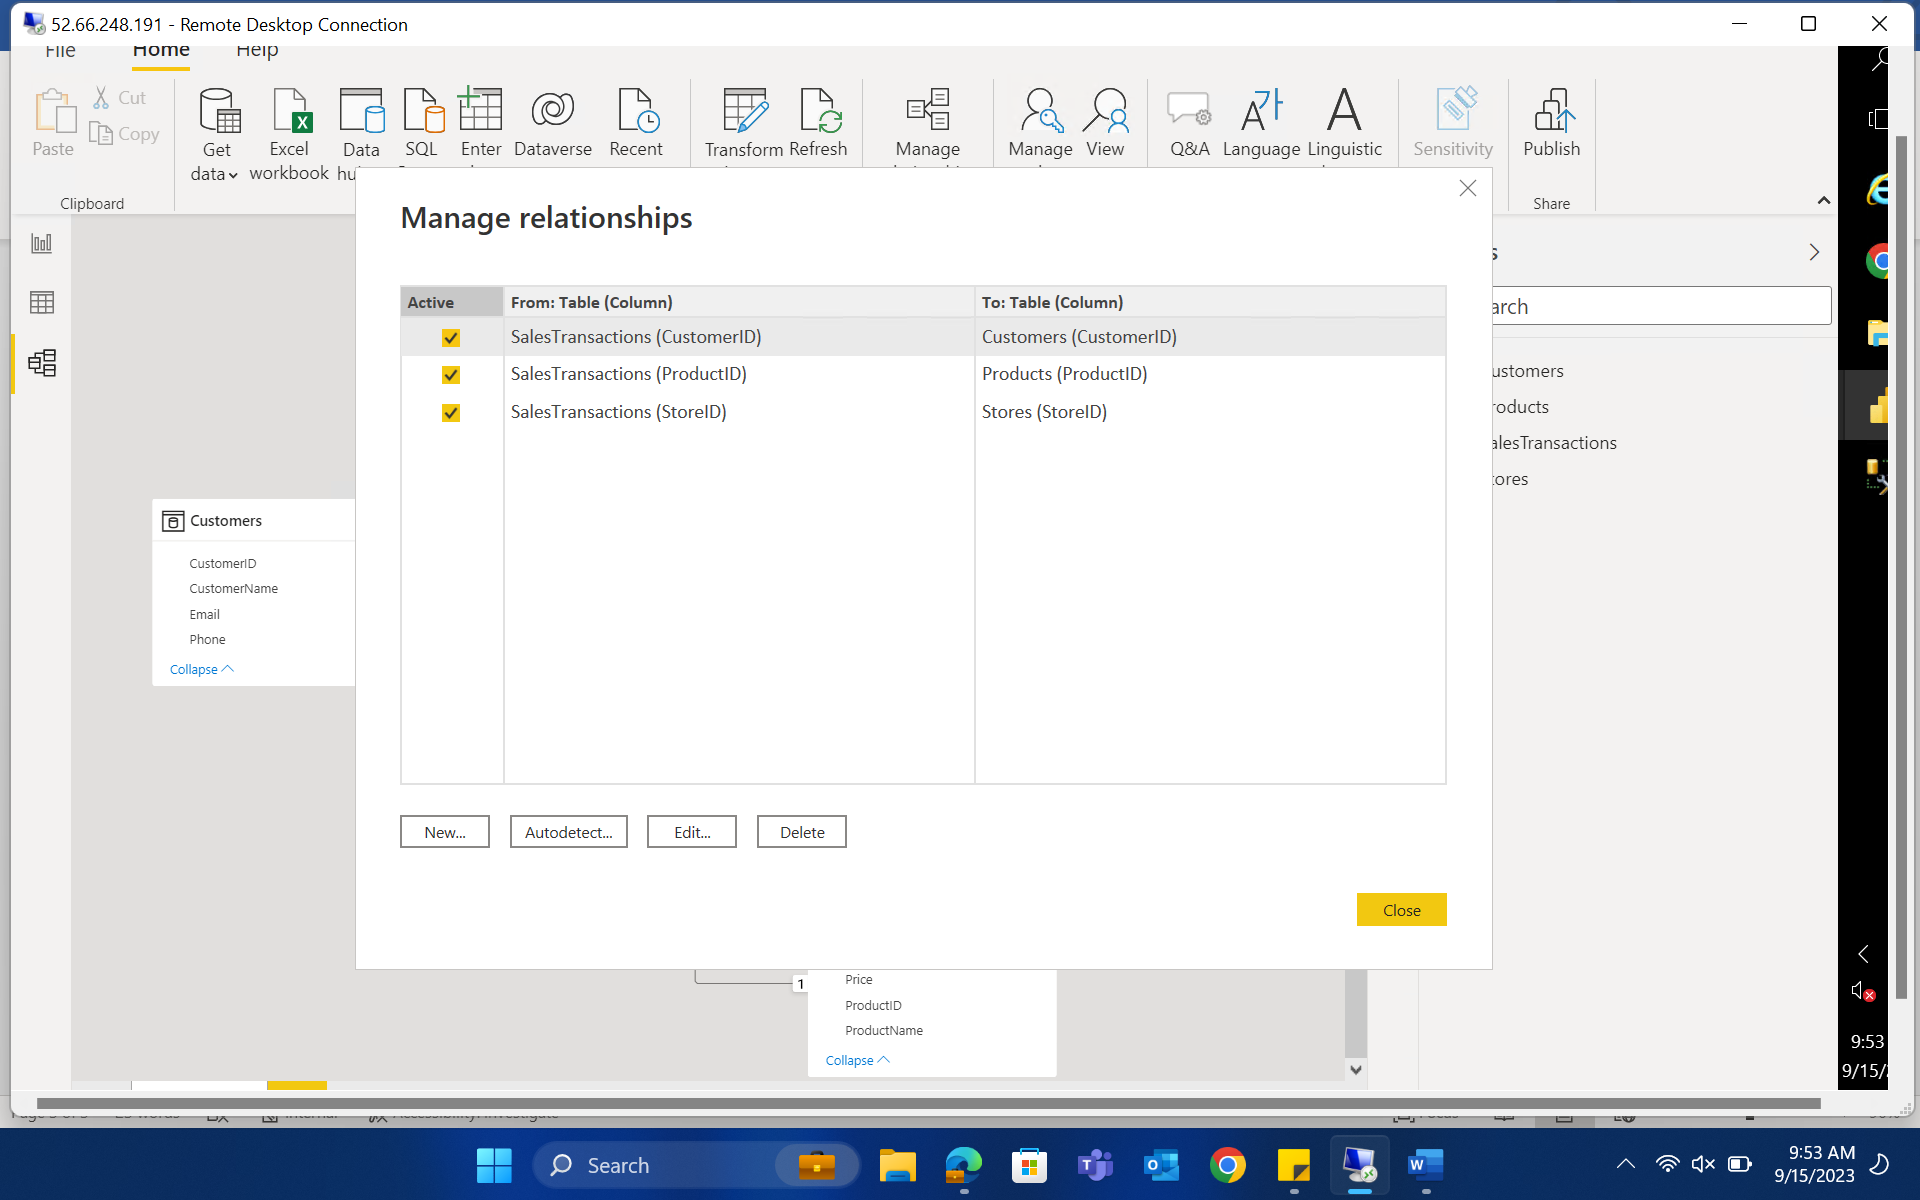 52.66.248.191 - Remote Desktop Connection
File Home Help
Cut
Copy
Paste
Clipboard
Get data
Excel workbook
Data
SQL
Enter
Dataverse
Recent
Transform
Refresh
Manage
Manage
View
Q&A
Language
Linguistic
Sensitivity
Publish
Share
Manage relationships
Active From: Table (Column) To: Table (Column)
SalesTransactions (CustomerID) Customers (CustomerID)
SalesTransactions (ProductID) Products (ProductID)
SalesTransactions (StoreID) Stores (StoreID)
New... Autodetect... Edit... Delete
Close
s
arch
ustomers
roducts
alesTransactions
tores
Customers
CustomerID
CustomerName
Email
Phone
Collapse
1
Price
ProductID
ProductName
Collapse
9:53
9/15/
Search
9:53 AM
9/15/2023